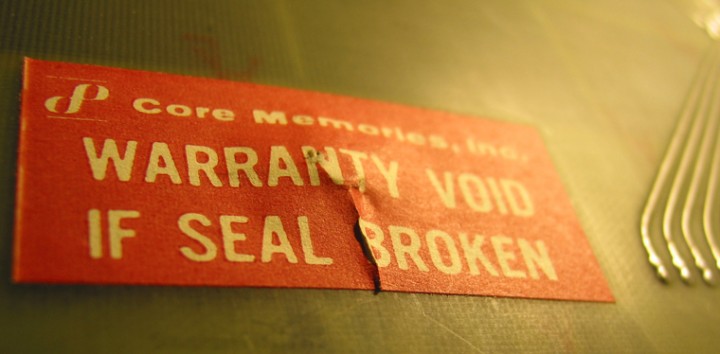 Core Memories, Inc.
WARRANTY VOID
IF SEAL BROKEN